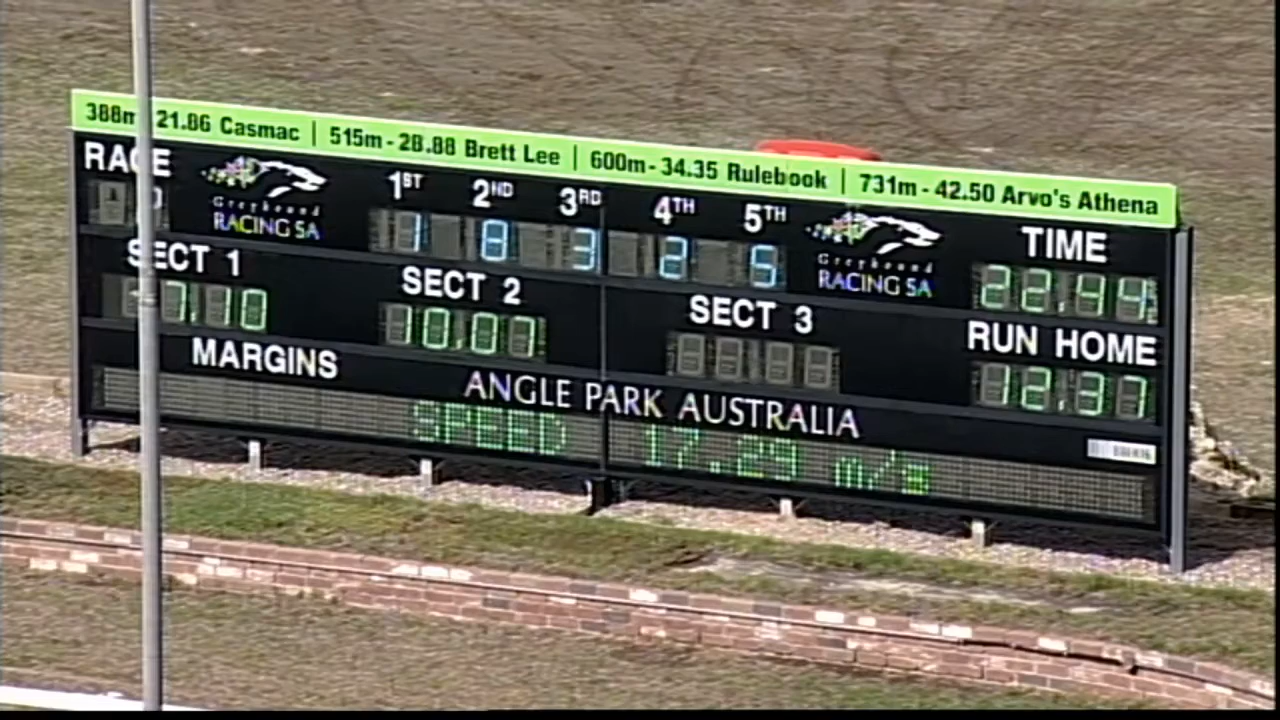 388m - 21.86 Casmac | 515m - 28.88 Brett Lee | 600m - 34.35 Rulebook | 731m - 42.50 Arvo's Athena
RACE
Greyhound
RACING SA
1ST 2ND 3RD 4TH 5TH
1 8 3 2 5
Greyhound
RACING SA
TIME
22.44
SECT 1
7.10
SECT 2
10.07
SECT 3
RUN HOME
12.37
MARGINS
ANGLE PARK AUSTRALIA
SPEED 17.29 m/s